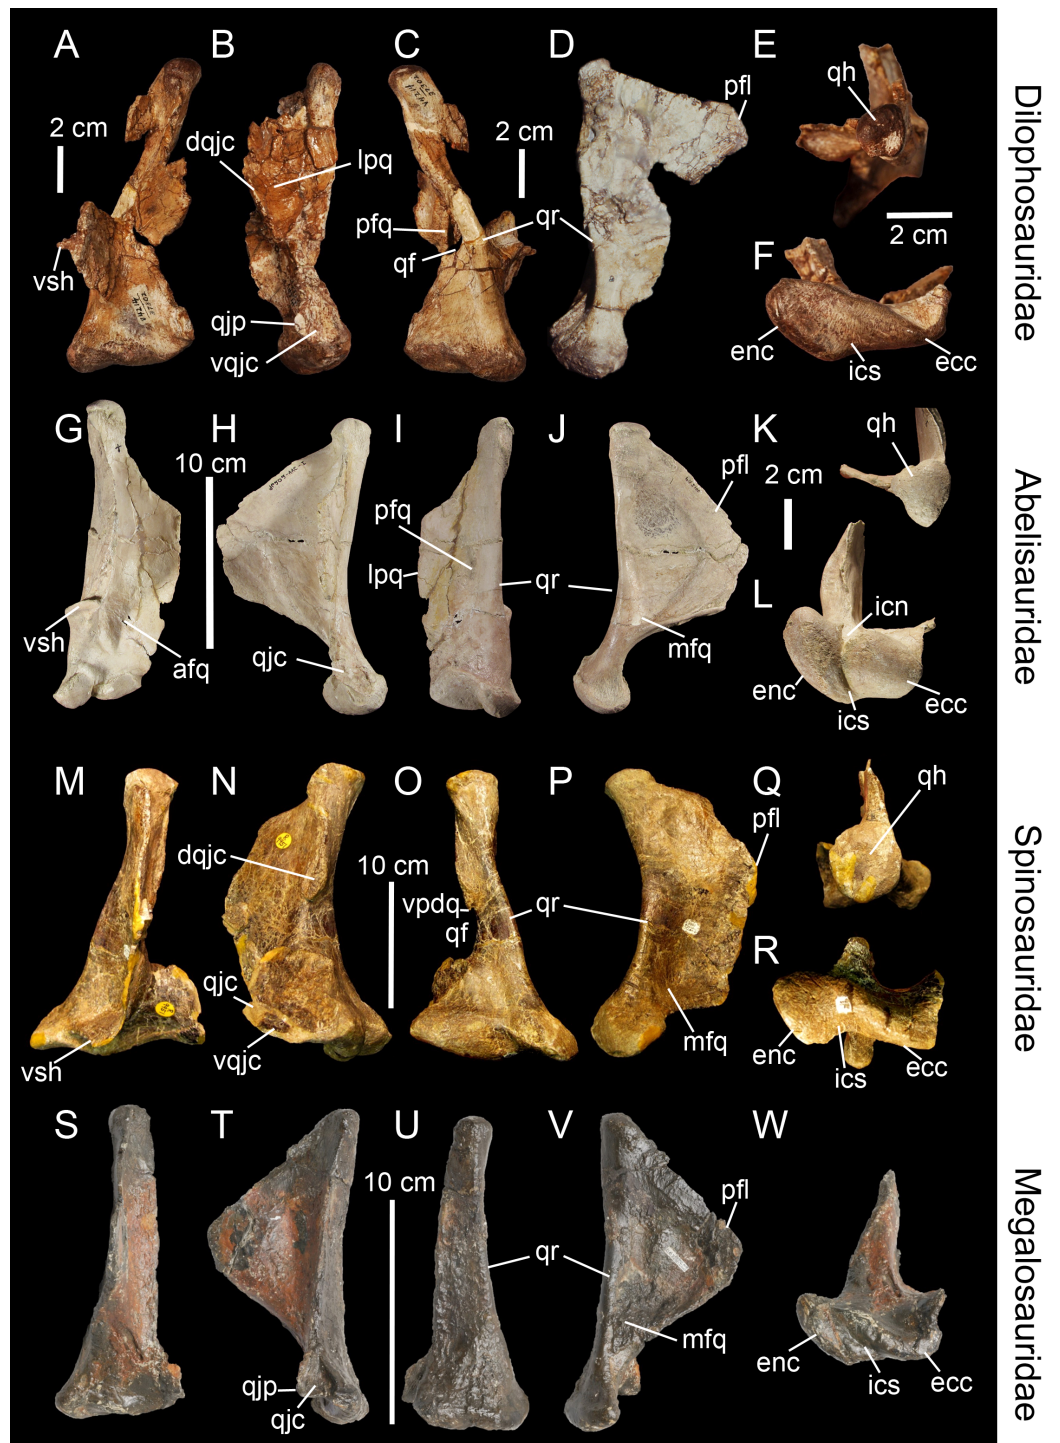 A B C D E
qh
pfl
2 cm
2 cm
dqjc
lpq
pfq
qr
vsh
qf
2 cm
F
qjp
vqjc
enc
ics
ecc
Dilophosauridae
G H I J K
qh
10 cm
pfl
2 cm
pfq
lpq
qr
L
icn
vsh
afq
qjc
mfq
enc
ics
ecc
Abelisauridae
M N O P Q
qh
pfl
dqjc
10 cm
vpdq
qr
qf
R
qjc
vqjc
mfq
vsh
enc
ics
ecc
Spinosauridae
S T U V W
10 cm
pfl
qr
mfq
qjp
qjc
enc
ics
ecc
Megalosauridae